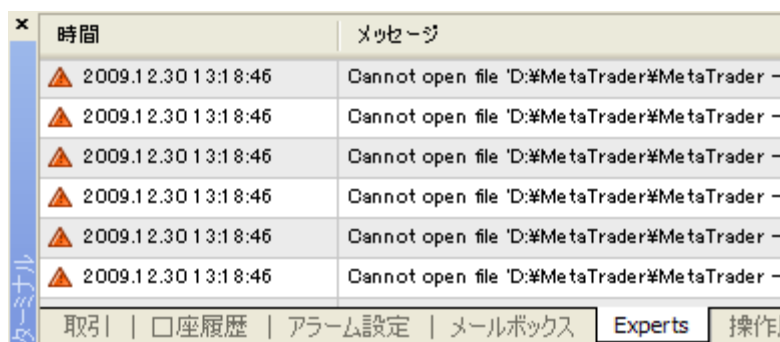 時間 メッセージ
2009.12.30 13:18:46 Cannot open file 'D:¥MetaTrader¥MetaTrader -
2009.12.30 13:18:46 Cannot open file 'D:¥MetaTrader¥MetaTrader -
2009.12.30 13:18:46 Cannot open file 'D:¥MetaTrader¥MetaTrader -
2009.12.30 13:18:46 Cannot open file 'D:¥MetaTrader¥MetaTrader -
2009.12.30 13:18:46 Cannot open file 'D:¥MetaTrader¥MetaTrader -
2009.12.30 13:18:46 Cannot open file 'D:¥MetaTrader¥MetaTrader -
ターミナル
取引 | 口座履歴 | アラーム設定 | メールボックス Experts 操作